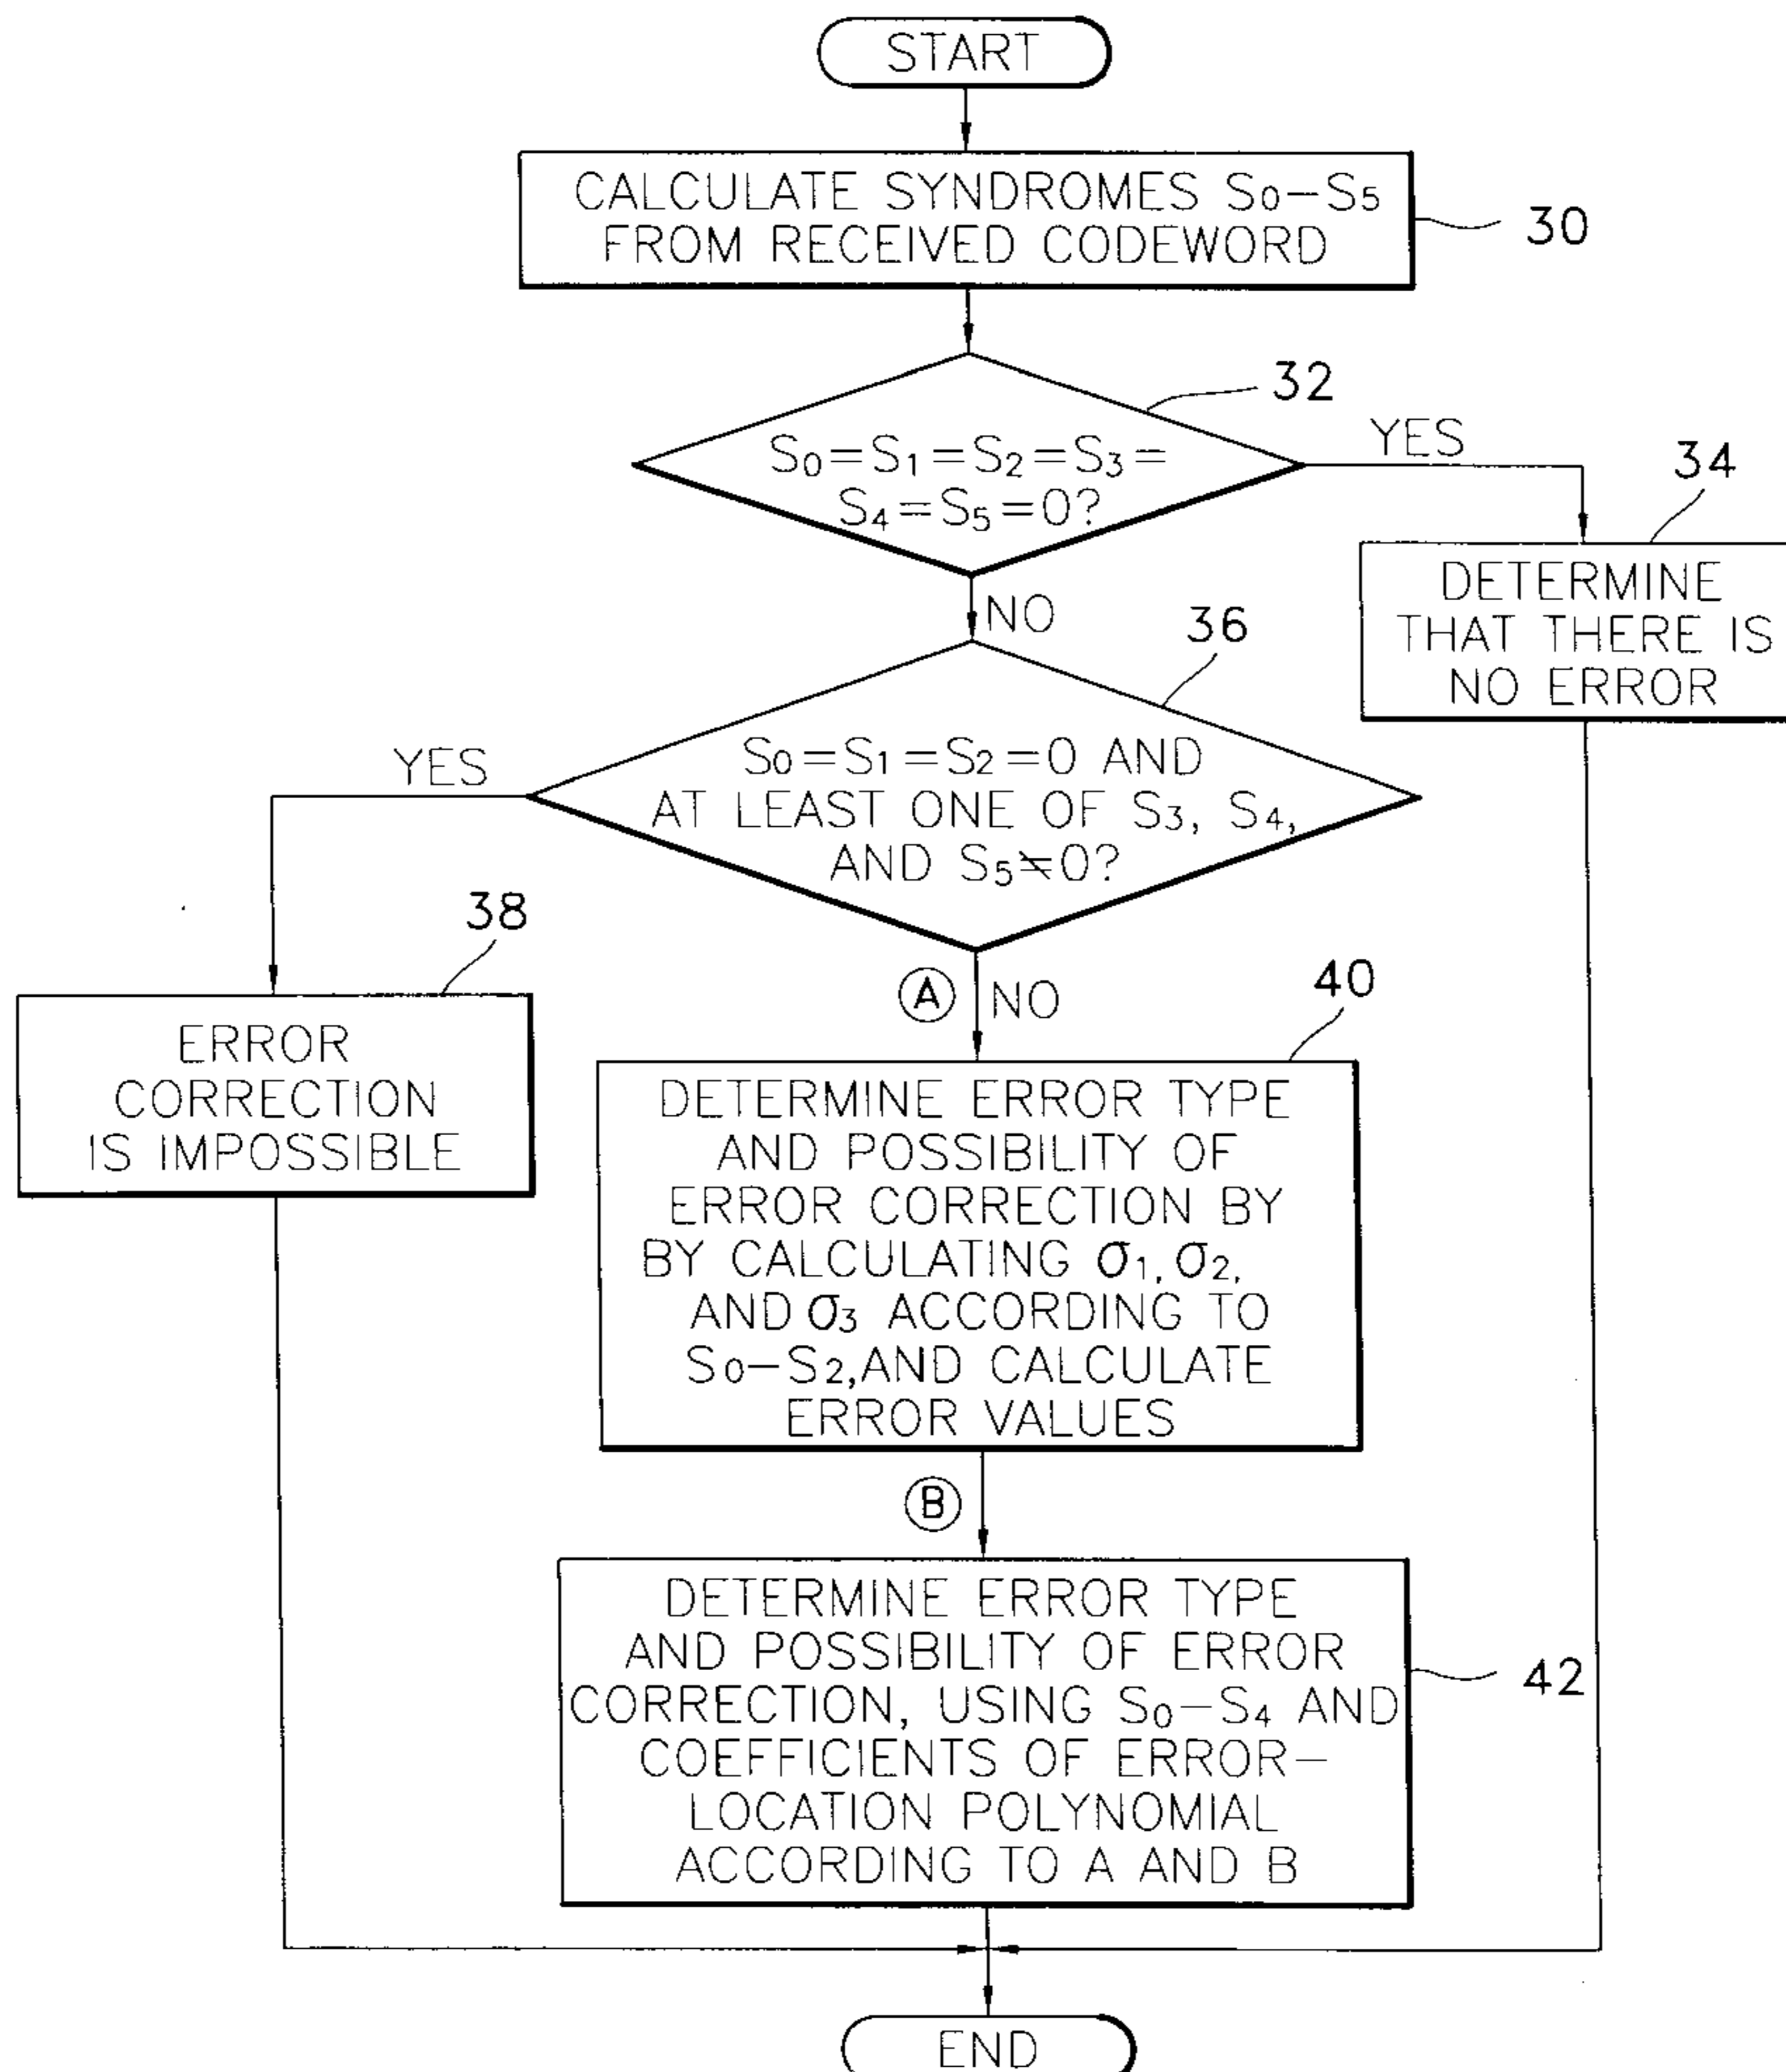 START
CALCULATE SYNDROMES S₀–S₅
FROM RECEIVED CODEWORD
30
32
S₀=S₁=S₂=S₃=
S₄=S₅=0?
YES
34
DETERMINE
THAT THERE IS
NO ERROR
NO
36
S₀=S₁=S₂=0 AND
AT LEAST ONE OF S₃, S₄,
AND S₅≠0?
YES
38
ERROR
CORRECTION
IS IMPOSSIBLE
A
NO
40
DETERMINE ERROR TYPE
AND POSSIBILITY OF
ERROR CORRECTION BY
BY CALCULATING σ₁, σ₂,
AND σ₃ ACCORDING TO
S₀–S₂,AND CALCULATE
ERROR VALUES
B
DETERMINE ERROR TYPE
AND POSSIBILITY OF ERROR
CORRECTION, USING S₀–S₄ AND
COEFFICIENTS OF ERROR–
LOCATION POLYNOMIAL
ACCORDING TO A AND B
42
END